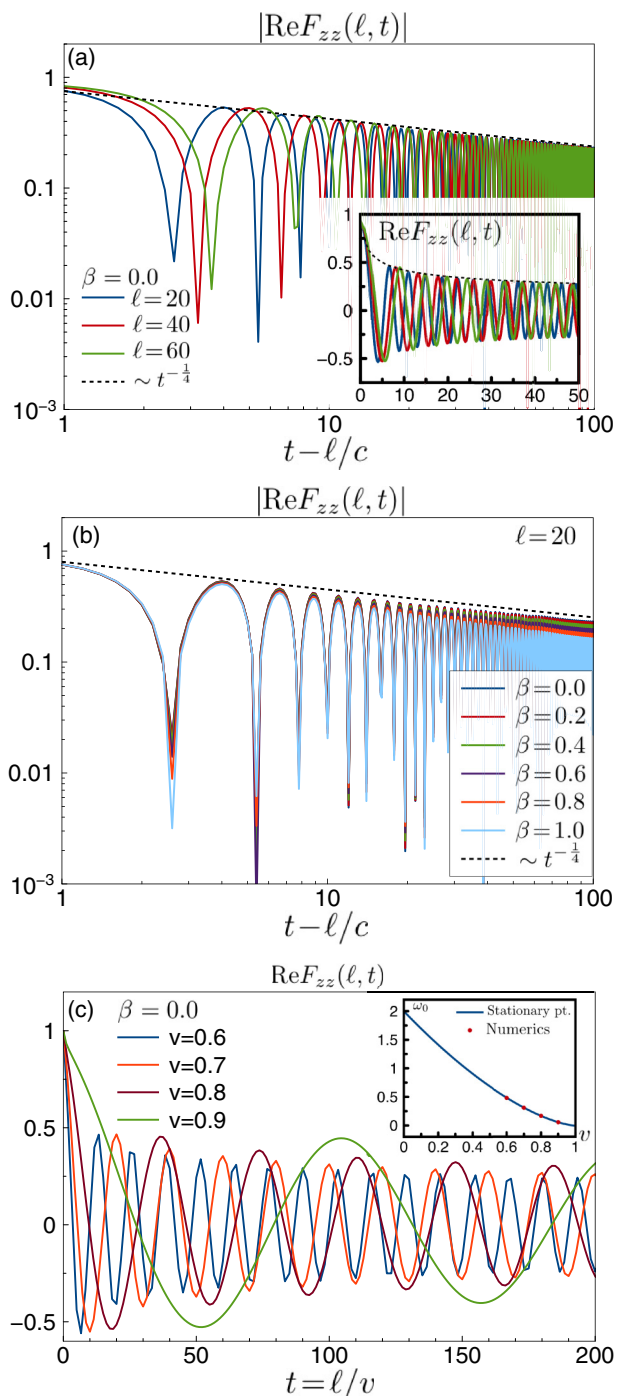 |ReF_zz(ℓ,t)|
(a)
1
0.1
0.01
10⁻³
β=0.0
ℓ=20
ℓ=40
ℓ=60
∼t^(-1/4)
ReF_zz(ℓ,t)
1
0.5
0
−0.5
0 10 20 30 40 50
1 10 100
t−ℓ/c
|ReF_zz(ℓ,t)|
(b)
ℓ=20
1
0.1
0.01
10⁻³
β=0.0
β=0.2
β=0.4
β=0.6
β=0.8
β=1.0
∼t^(-1/4)
1 10 100
t−ℓ/c
ReF_zz(ℓ,t)
(c)
β=0.0
v=0.6
v=0.7
v=0.8
v=0.9
1
0.5
0
−0.5
ω₀
Stationary pt.
Numerics
2
1.5
1
0.5
0
0 0.2 0.4 0.6 0.8 1
v
0 50 100 150 200
t=ℓ/v